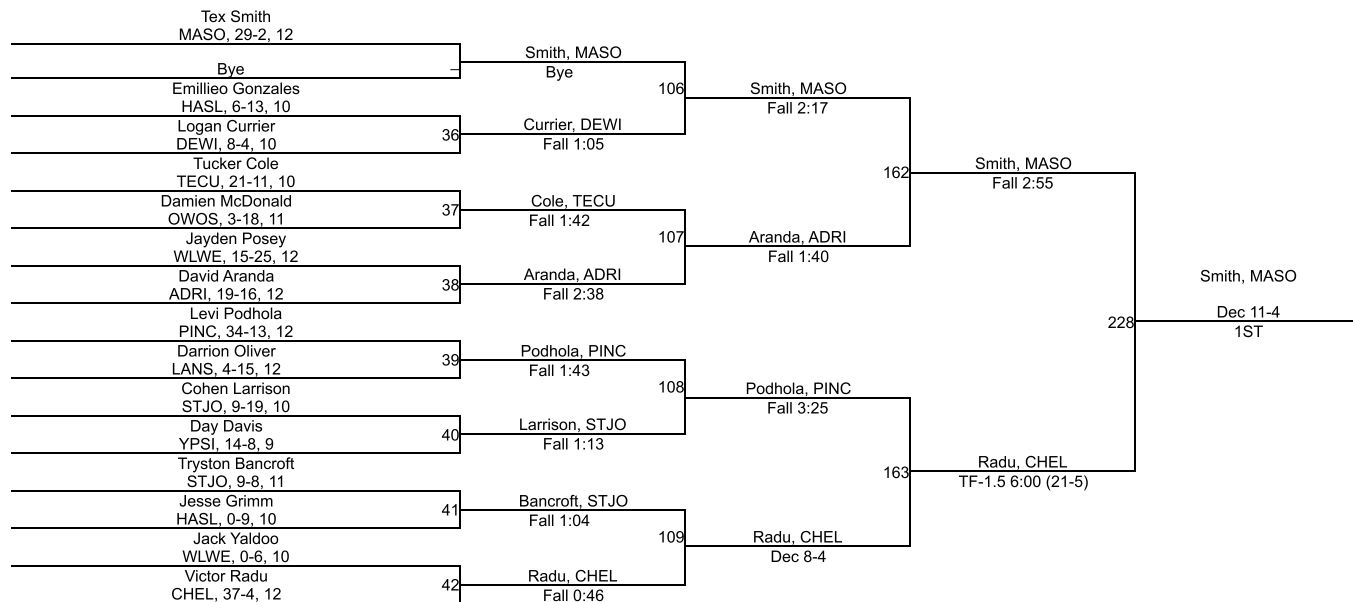 Tex Smith
MASO, 29-2, 12
Bye
Emillieo Gonzales
HASL, 6-13, 10
Logan Currier
DEWI, 8-4, 10
Tucker Cole
TECU, 21-11, 10
Damien McDonald
OWOS, 3-18, 11
Jayden Posey
WLWE, 15-25, 12
David Aranda
ADRI, 19-16, 12
Levi Podhola
PINC, 34-13, 12
Darrion Oliver
LANS, 4-15, 12
Cohen Larrison
STJO, 9-19, 10
Day Davis
YPSI, 14-8, 9
Tryston Bancroft
STJO, 9-8, 11
Jesse Grimm
HASL, 0-9, 10
Jack Yaldoo
WLWE, 0-6, 10
Victor Radu
CHEL, 37-4, 12
–
36
37
38
39
40
41
42
Smith, MASO
Bye
Currier, DEWI
Fall 1:05
Cole, TECU
Fall 1:42
Aranda, ADRI
Fall 2:38
Podhola, PINC
Fall 1:43
Larrison, STJO
Fall 1:13
Bancroft, STJO
Fall 1:04
Radu, CHEL
Fall 0:46
106
107
108
109
Smith, MASO
Fall 2:17
Aranda, ADRI
Fall 1:40
Podhola, PINC
Fall 3:25
Radu, CHEL
Dec 8-4
162
163
Smith, MASO
Fall 2:55
Radu, CHEL
TF-1.5 6:00 (21-5)
228
Smith, MASO
Dec 11-4
1ST